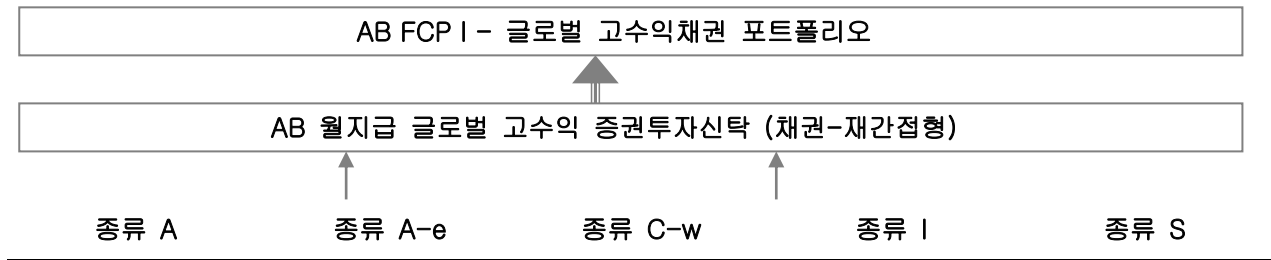 AB FCP I - 글로벌 고수익채권 포트폴리오
AB 월지급 글로벌 고수익 증권투자신탁 (채권-재간접형)
종류 A 종류 A-e 종류 C-w 종류 I 종류 S